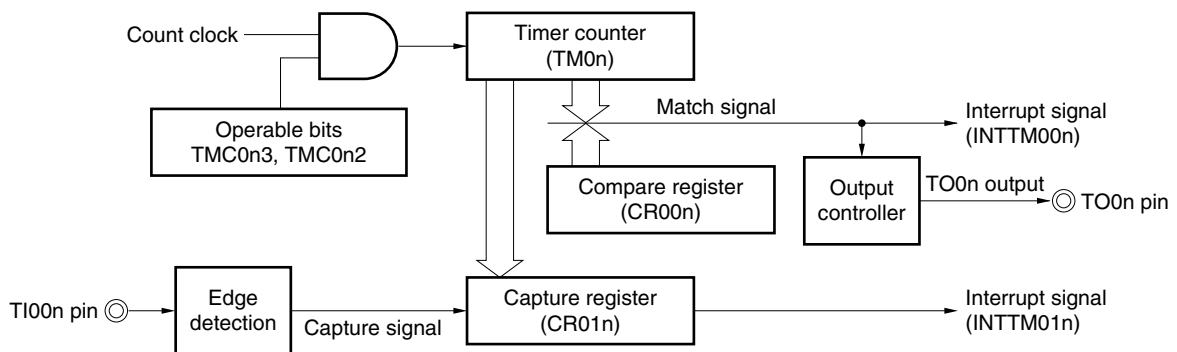 Count clock
Timer counter
(TM0n)
Operable bits
TMC0n3, TMC0n2
Match signal
Interrupt signal
(INTTM00n)
Compare register
(CR00n)
Output
controller
TO0n output
TO0n pin
TI00n pin
Edge
detection
Capture signal
Capture register
(CR01n)
Interrupt signal
(INTTM01n)